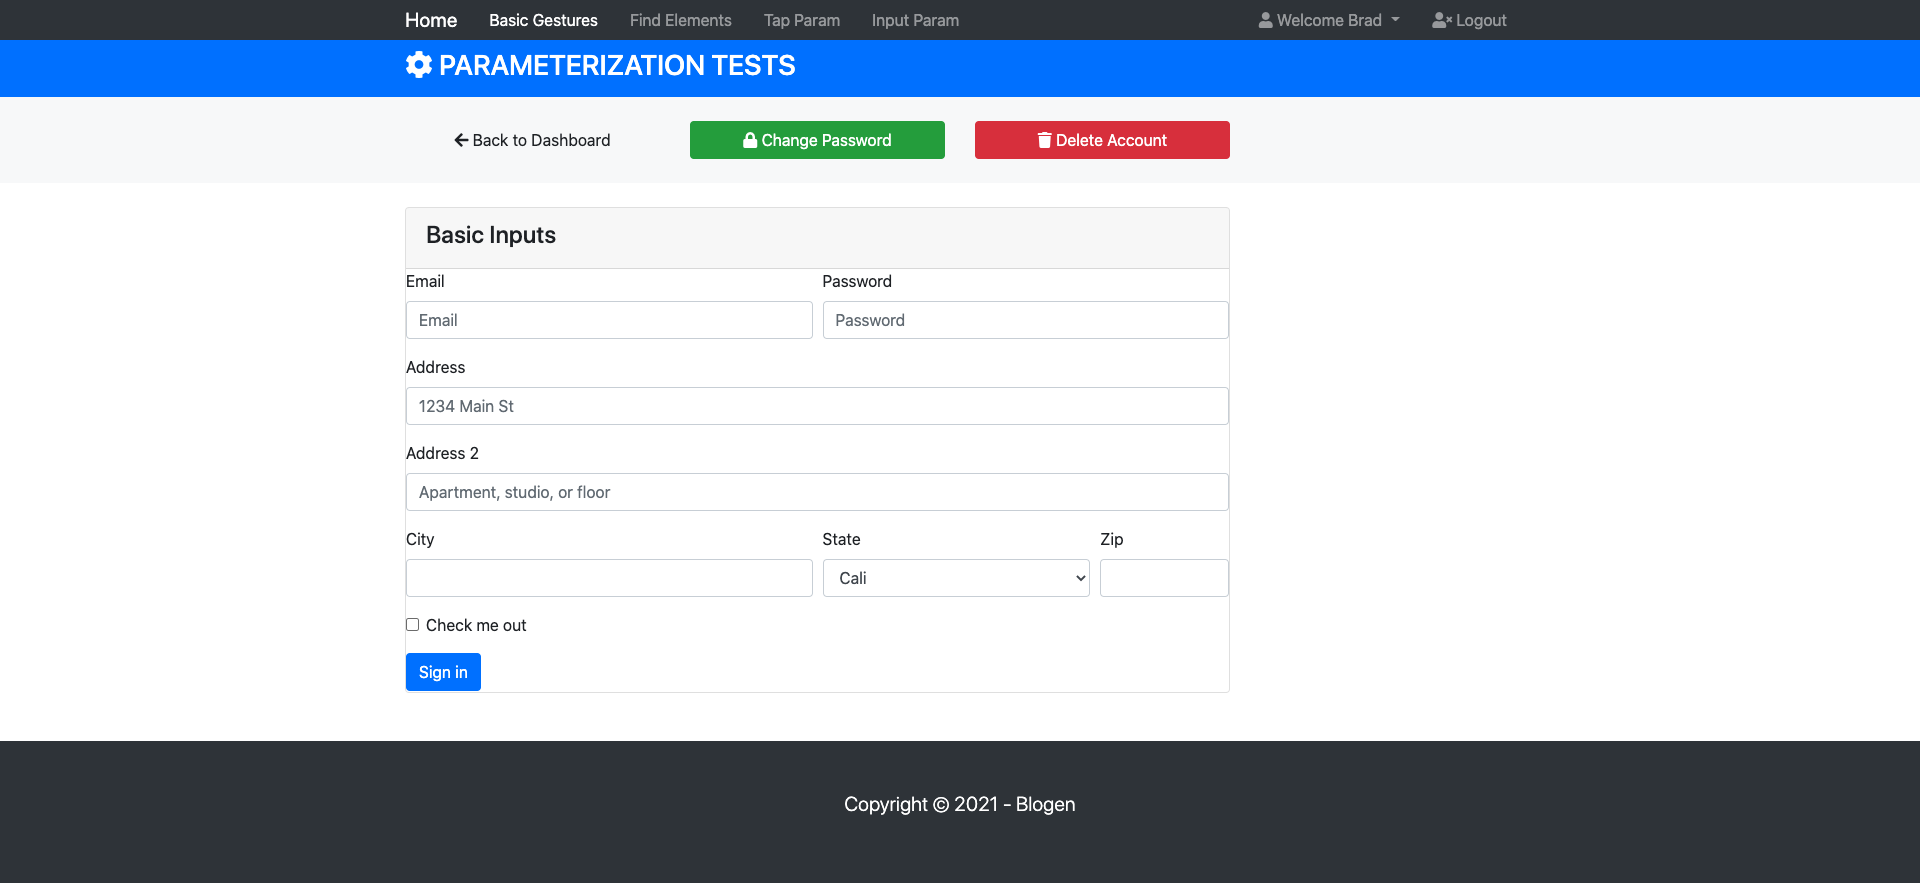 Home Basic Gestures Find Elements Tap Param Input Param Welcome Brad Logout
PARAMETERIZATION TESTS
Back to Dashboard Change Password Delete Account
Basic Inputs
Email Password
Email Password
Address
1234 Main St
Address 2
Apartment, studio, or floor
City State Zip
Cali
Check me out
Sign in
Copyright © 2021 - Blogen